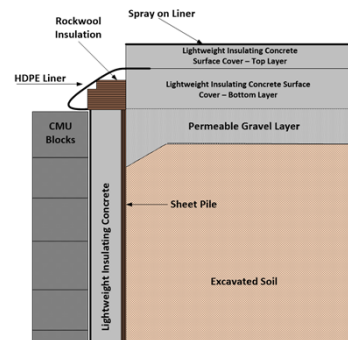 Spray on Liner
Rockwool
Insulation
Lightweight Insulating Concrete
Surface Cover – Top Layer
HDPE Liner
Lightweight Insulating Concrete Surface
Cover – Bottom Layer
CMU
Blocks
Permeable Gravel Layer
Lightweight Insulating Concrete
Sheet Pile
Excavated Soil